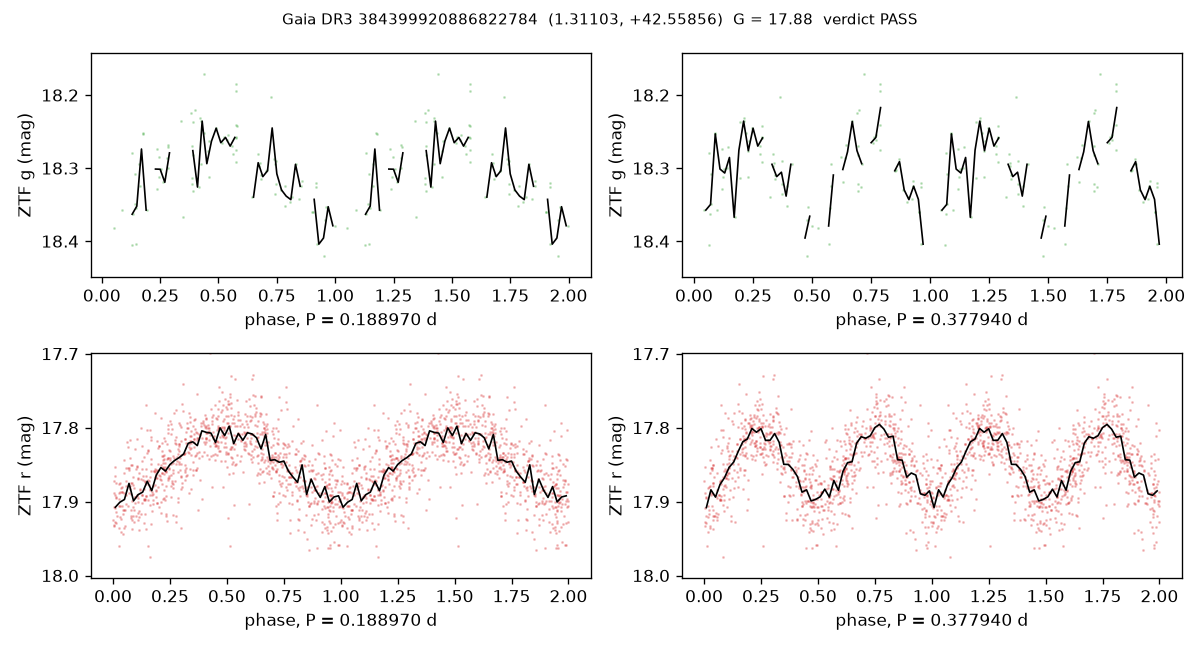 Gaia DR3 384399920886822784 (1.31103, +42.55856) G = 17.88 verdict PASS
ZTF g (mag)
18.2
18.3
18.4
0.00 0.25 0.50 0.75 1.00 1.25 1.50 1.75 2.00
phase, P = 0.188970 d
ZTF g (mag)
18.2
18.3
18.4
0.00 0.25 0.50 0.75 1.00 1.25 1.50 1.75 2.00
phase, P = 0.377940 d
ZTF r (mag)
17.7
17.8
17.9
18.0
0.00 0.25 0.50 0.75 1.00 1.25 1.50 1.75 2.00
phase, P = 0.188970 d
ZTF r (mag)
17.7
17.8
17.9
18.0
0.00 0.25 0.50 0.75 1.00 1.25 1.50 1.75 2.00
phase, P = 0.377940 d